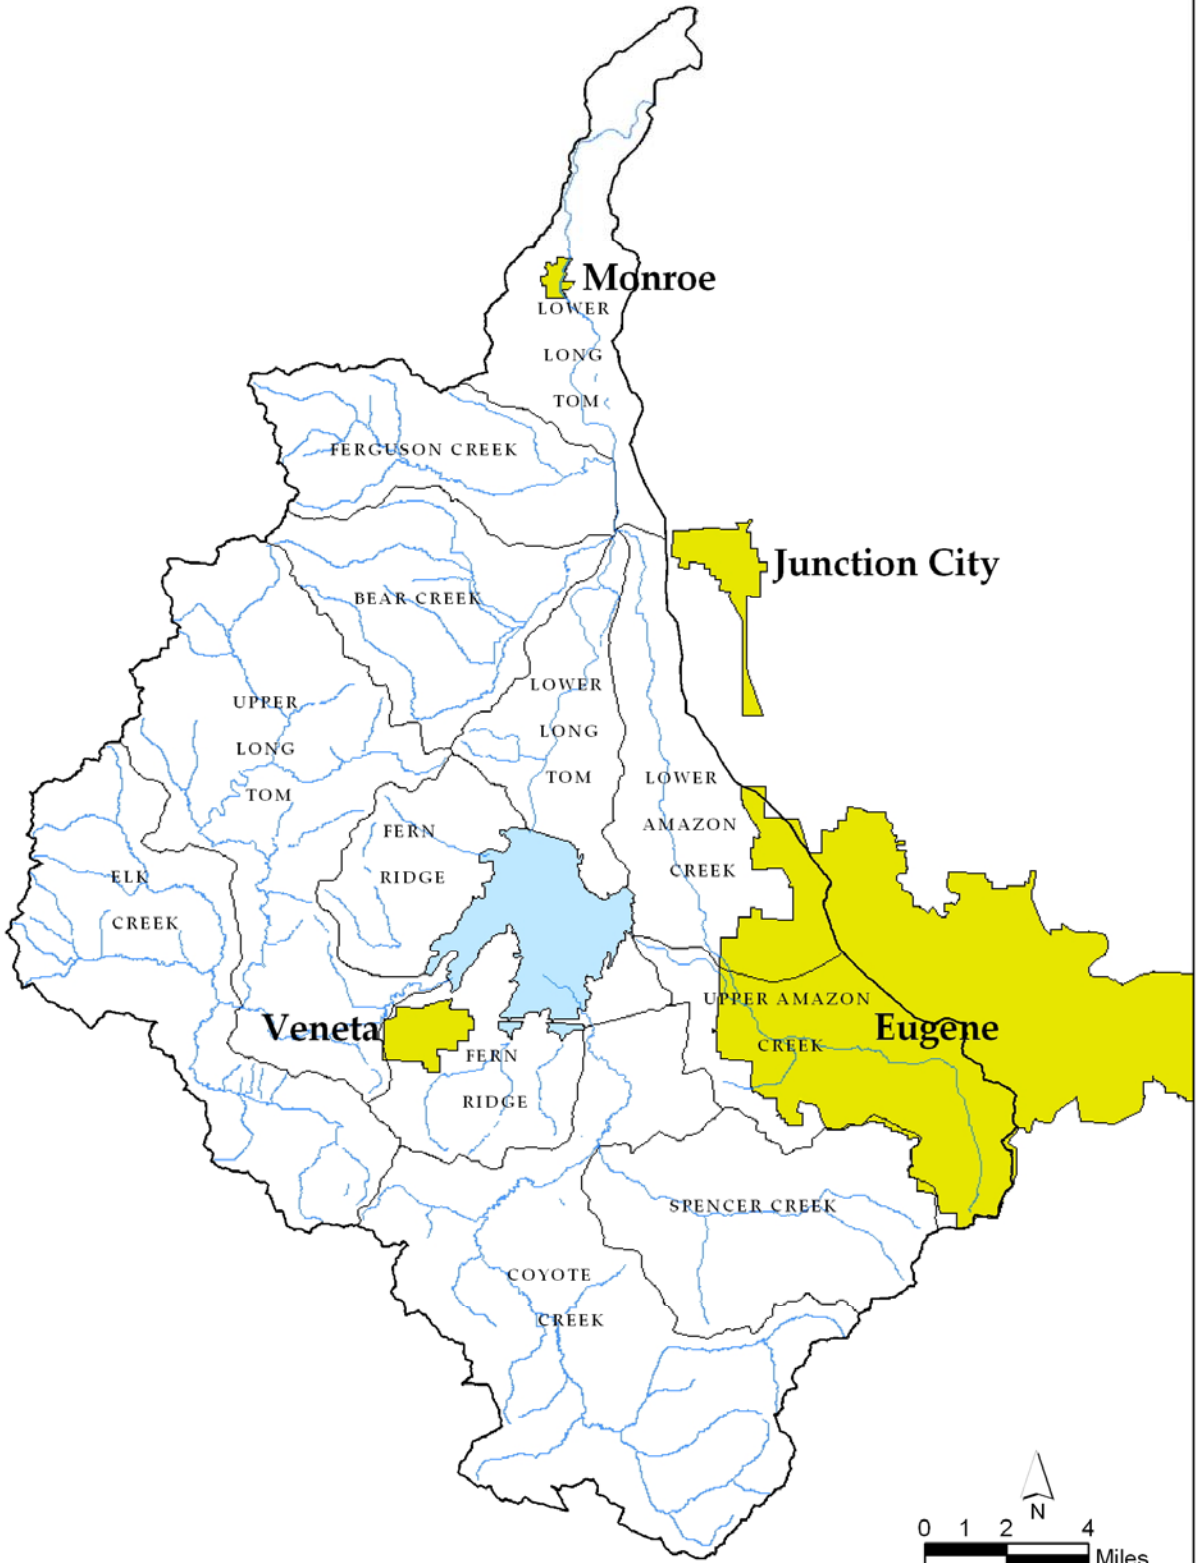 Monroe
LOWER
LONG
TOM
FERGUSON CREEK
Junction City
BEAR CREEK
LOWER
LONG
TOM
UPPER
LONG
TOM
LOWER
AMAZON
CREEK
FERN
RIDGE
ELK
CREEK
UPPER AMAZON
CREEK
Eugene
Veneta
FERN
RIDGE
SPENCER CREEK
COYOTE
CREEK
N
0 1 2 4
Miles